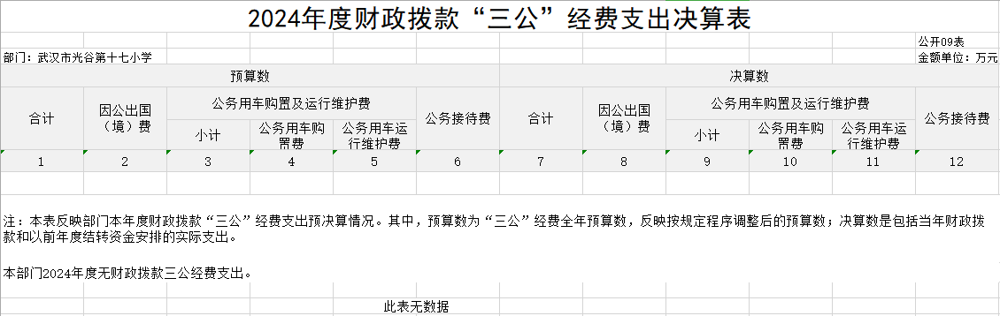 2024年度财政拨款“三公”经费支出决算表
公开09表
部门：武汉市光谷第十七小学 金额单位：万元
预算数 决算数
合计 因公出国（境）费 公务用车购置及运行维护费 公务接待费 合计 因公出国（境）费 公务用车购置及运行维护费 公务接待费
小计 公务用车购置费 公务用车运行维护费 小计 公务用车购置费 公务用车运行维护费
1 2 3 4 5 6 7 8 9 10 11 12
注：本表反映部门本年度财政拨款“三公”经费支出预决算情况。其中，预算数为“三公”经费全年预算数，反映按规定程序调整后的预算数；决算数是包括当年财政拨
款和以前年度结转资金安排的实际支出。
本部门2024年度无财政拨款三公经费支出。
此表无数据